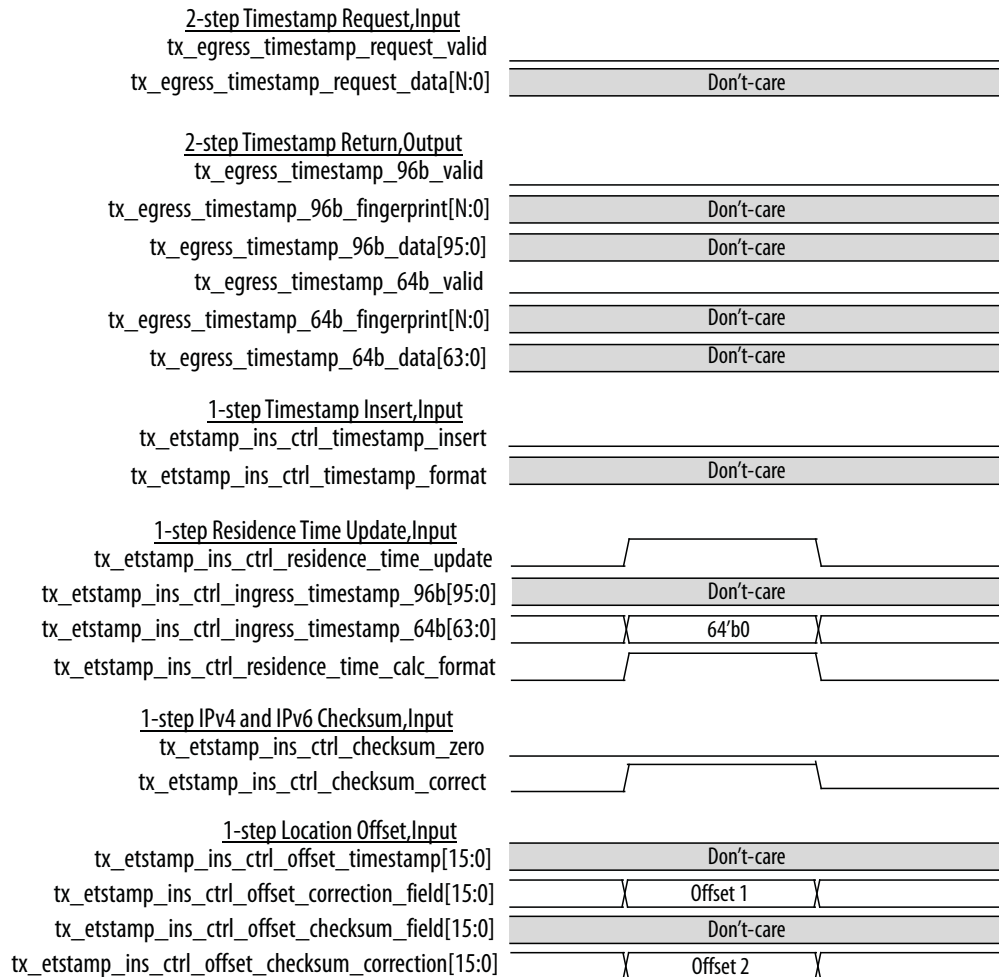 2-step Timestamp Request,Input
tx_egress_timestamp_request_valid
tx_egress_timestamp_request_data[N:0] Don't-care
2-step Timestamp Return,Output
tx_egress_timestamp_96b_valid
tx_egress_timestamp_96b_fingerprint[N:0] Don't-care
tx_egress_timestamp_96b_data[95:0] Don't-care
tx_egress_timestamp_64b_valid
tx_egress_timestamp_64b_fingerprint[N:0] Don't-care
tx_egress_timestamp_64b_data[63:0] Don't-care
1-step Timestamp Insert,Input
tx_etstamp_ins_ctrl_timestamp_insert
tx_etstamp_ins_ctrl_timestamp_format Don't-care
1-step Residence Time Update,Input
tx_etstamp_ins_ctrl_residence_time_update
tx_etstamp_ins_ctrl_ingress_timestamp_96b[95:0] Don't-care
tx_etstamp_ins_ctrl_ingress_timestamp_64b[63:0] 64'b0
tx_etstamp_ins_ctrl_residence_time_calc_format
1-step IPv4 and IPv6 Checksum,Input
tx_etstamp_ins_ctrl_checksum_zero
tx_etstamp_ins_ctrl_checksum_correct
1-step Location Offset,Input
tx_etstamp_ins_ctrl_offset_timestamp[15:0] Don't-care
tx_etstamp_ins_ctrl_offset_correction_field[15:0] Offset 1
tx_etstamp_ins_ctrl_offset_checksum_field[15:0] Don't-care
tx_etstamp_ins_ctrl_offset_checksum_correction[15:0] Offset 2